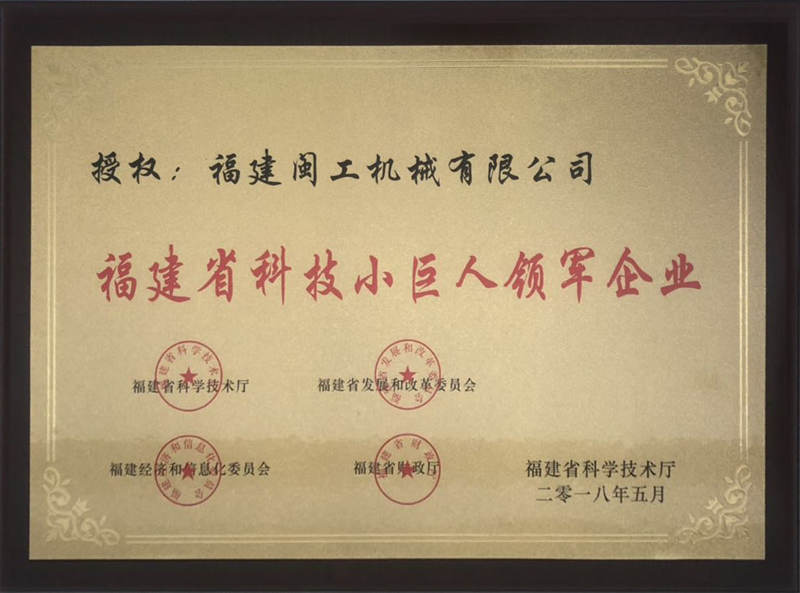 授权：福建闽工机械有限公司
福建省科技小巨人领军企业
福建省科学技术厅
福建省发展和改革委员会
福建经济和信息化委员会
福建省财政厅
福建省科学技术厅
二零一八年五月